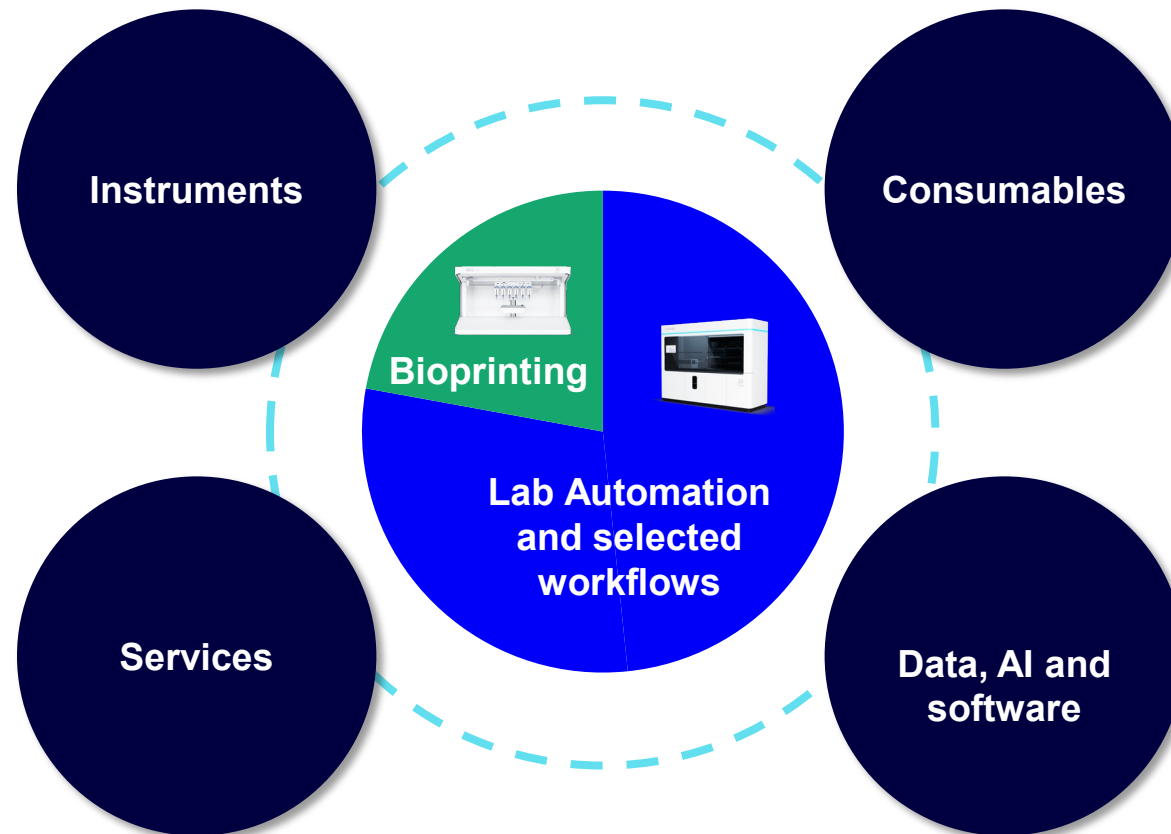 Instruments
Consumables
Bioprinting
Lab Automation
and selected
workflows
Services
Data, AI and
software